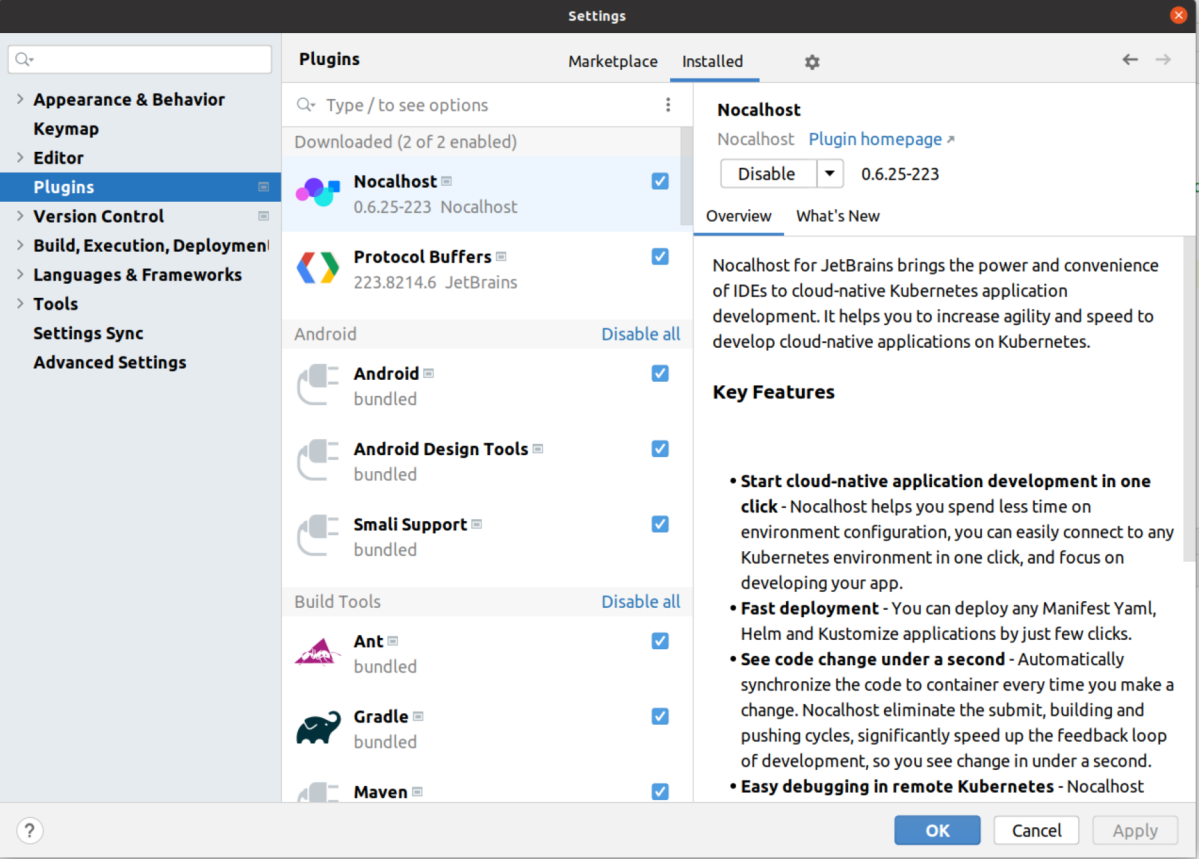 Settings
Appearance & Behavior
Keymap
Editor
Plugins
Version Control
Build, Execution, Deploymen
Languages & Frameworks
Tools
Settings Sync
Advanced Settings
Plugins
Marketplace
Installed
Type / to see options
Downloaded (2 of 2 enabled)
Nocalhost
0.6.25-223 Nocalhost
Protocol Buffers
223.8214.6 JetBrains
Android Disable all
Android
bundled
Android Design Tools
bundled
Smali Support
bundled
Build Tools Disable all
Ant
bundled
Gradle
bundled
Maven
Nocalhost
Nocalhost Plugin homepage ↗
Disable 0.6.25-223
Overview What's New
Nocalhost for JetBrains brings the power and convenience
of IDEs to cloud-native Kubernetes application
development. It helps you to increase agility and speed to
develop cloud-native applications on Kubernetes.
Key Features
• Start cloud-native application development in one
click - Nocalhost helps you spend less time on
environment configuration, you can easily connect to any
Kubernetes environment in one click, and focus on
developing your app.
• Fast deployment - You can deploy any Manifest Yaml,
Helm and Kustomize applications by just few clicks.
• See code change under a second - Automatically
synchronize the code to container every time you make a
change. Nocalhost eliminate the submit, building and
pushing cycles, significantly speed up the feedback loop
of development, so you see change in under a second.
• Easy debugging in remote Kubernetes - Nocalhost
?
OK
Cancel
Apply